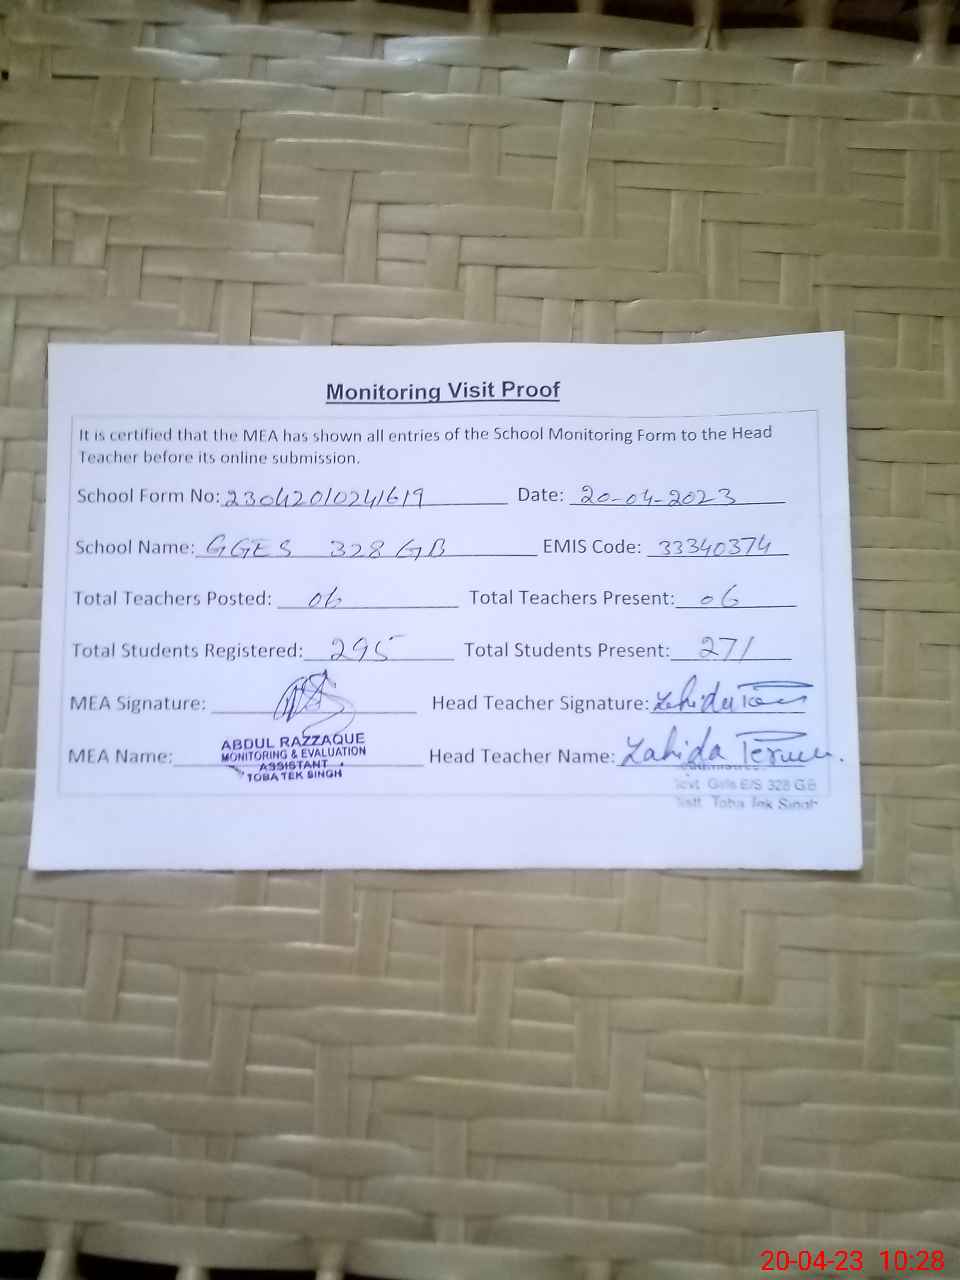 Monitoring Visit Proof
It is certified that the MEA has shown all entries of the School Monitoring Form to the Head
Teacher before its online submission.
School Form No: 23042010241619 Date: 20-04-2023
School Name: GGES 328 GB EMIS Code: 33340374
Total Teachers Posted: 06 Total Teachers Present: 06
Total Students Registered: 295 Total Students Present: 271
MEA Signature: Head Teacher Signature: Zahida
MEA Name: Head Teacher Name: Zahida
ABDUL RAZZAQUE
MONITORING & EVALUATION
ASSISTANT
TOBA TEK SINGH
Govt Girls E/S 328 G.B
Distt. Toba Tek Singh
20-04-23 10:28